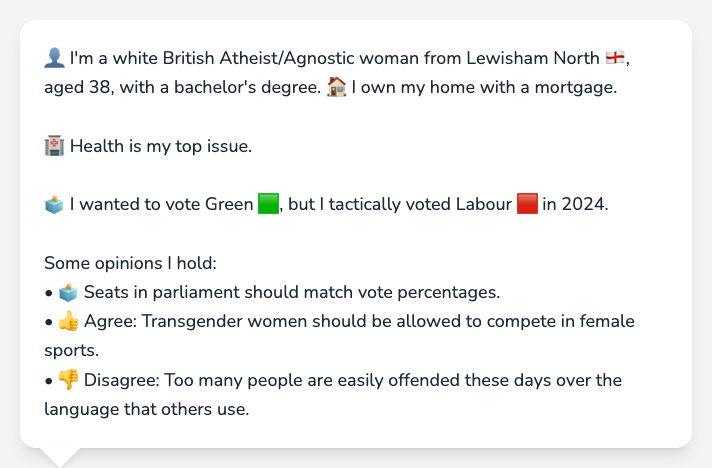 👤 I'm a white British Atheist/Agnostic woman from Lewisham North 🏴󠁧󠁢󠁥󠁮󠁧󠁿,
aged 38, with a bachelor's degree. 🏠 I own my home with a mortgage.
🏥 Health is my top issue.
🗳️ I wanted to vote Green 🟩, but I tactically voted Labour 🟥 in 2024.
Some opinions I hold:
• 🗳️ Seats in parliament should match vote percentages.
• 👍 Agree: Transgender women should be allowed to compete in female
sports.
• 👎 Disagree: Too many people are easily offended these days over the
language that others use.